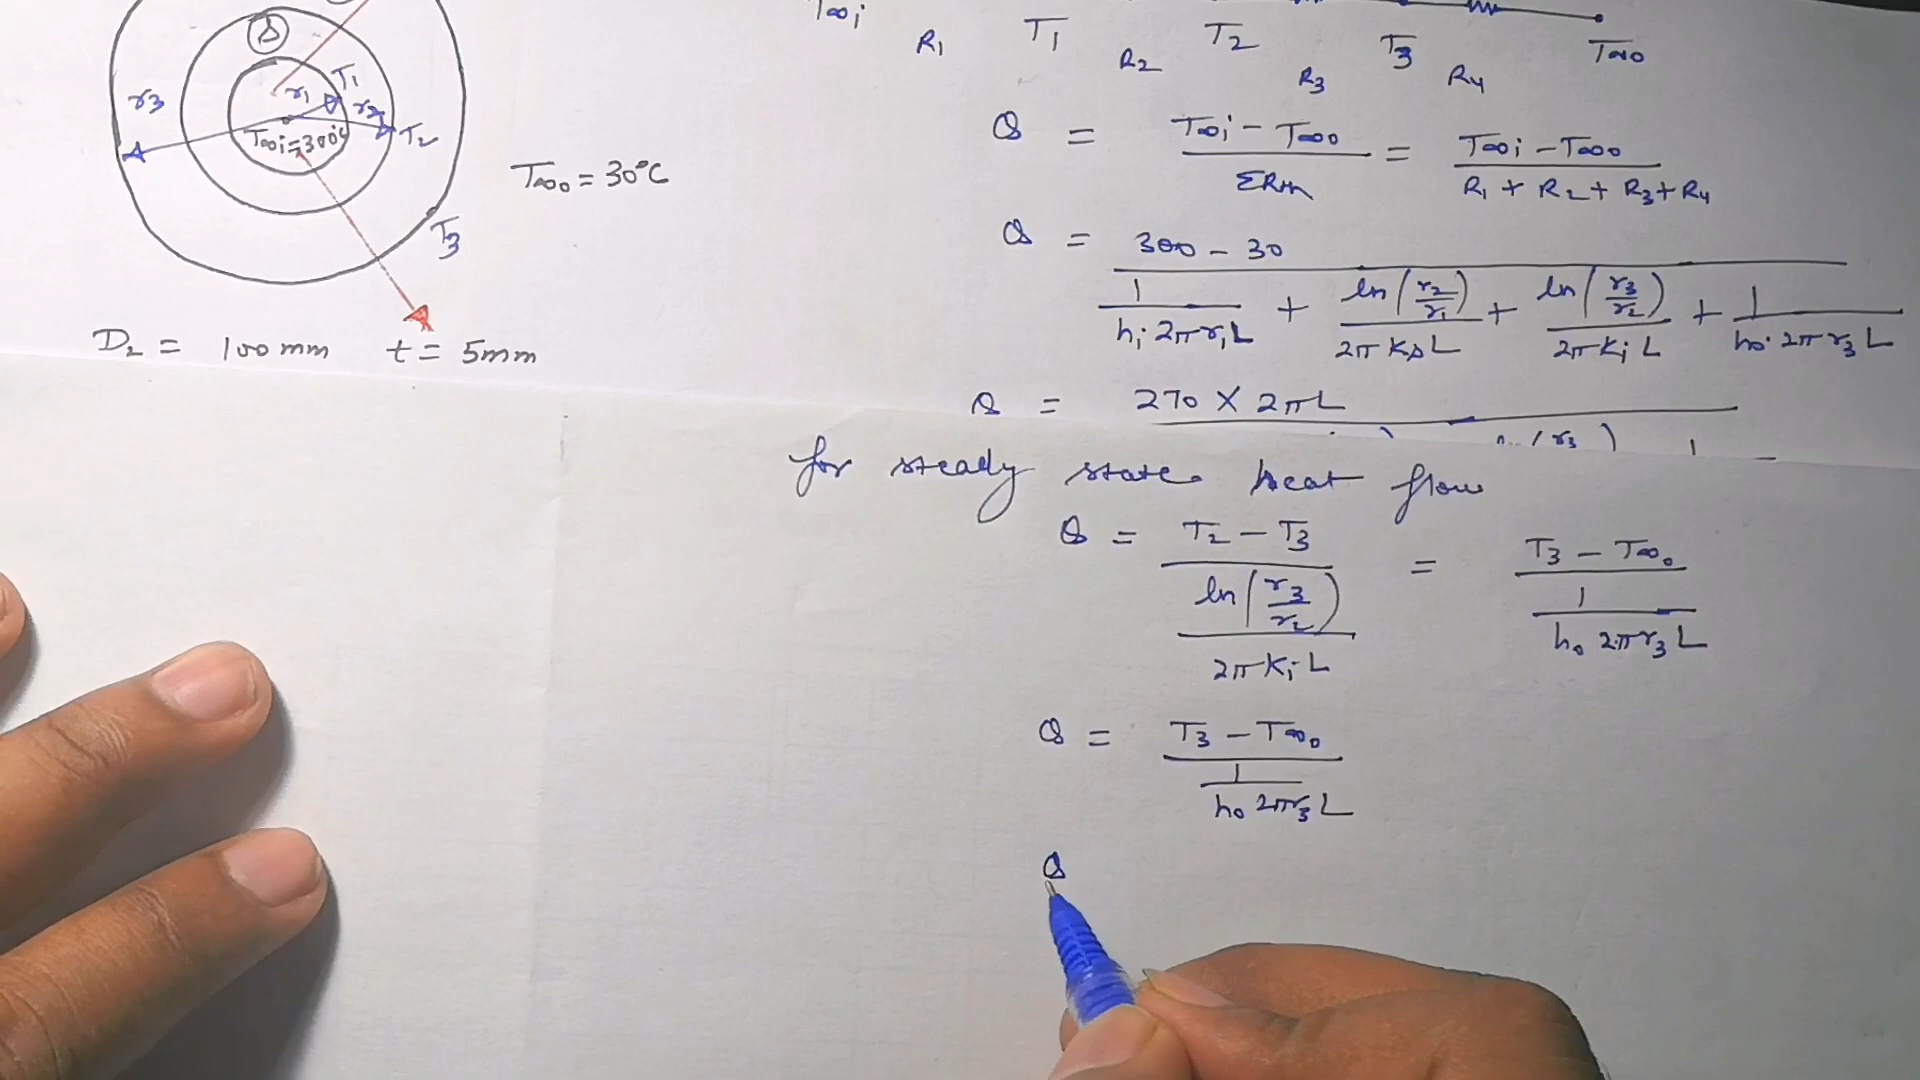 T∞i T1 T2 T3 T∞o
R1 R2 R3 R4
Δ
r1 T1
r3 r2 T2
T∞i=300°C
T3
T∞o = 30°C
D2 = 100mm t = 5mm
Q = (T∞i - T∞o) / ΣRth = (T∞i - T∞o) / (R1 + R2 + R3 + R4)
Q = (300 - 30) / (1/(hi 2πr1L) + ln(r2/r1)/(2πKsL) + ln(r3/r2)/(2πKiL) + 1/(ho·2πr3L))
Q = 270 × 2πL
for steady state heat flow
Q = (T2 - T3) / (ln(r3/r2)/(2πKiL)) = (T3 - T∞o) / (1/(ho 2πr3L))
Q = (T3 - T∞o) / (1/(ho 2πr3L))
Q